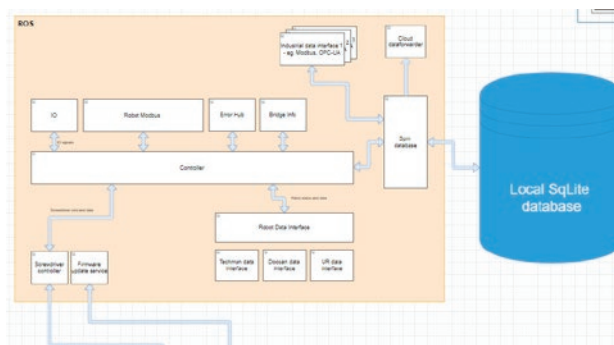 ROS
Industrial data interface 1
- eg. Modbus, OPC-UA
Cloud
dataforwarder
IO
Robot Modbus
Error Hub
Bridge Info
database
Controller
Local SqLite
database
Robot Data Interface
Screwdriver
controller
Firmware
update service
Techman data
interface
Doosan data
interface
UR data
interface